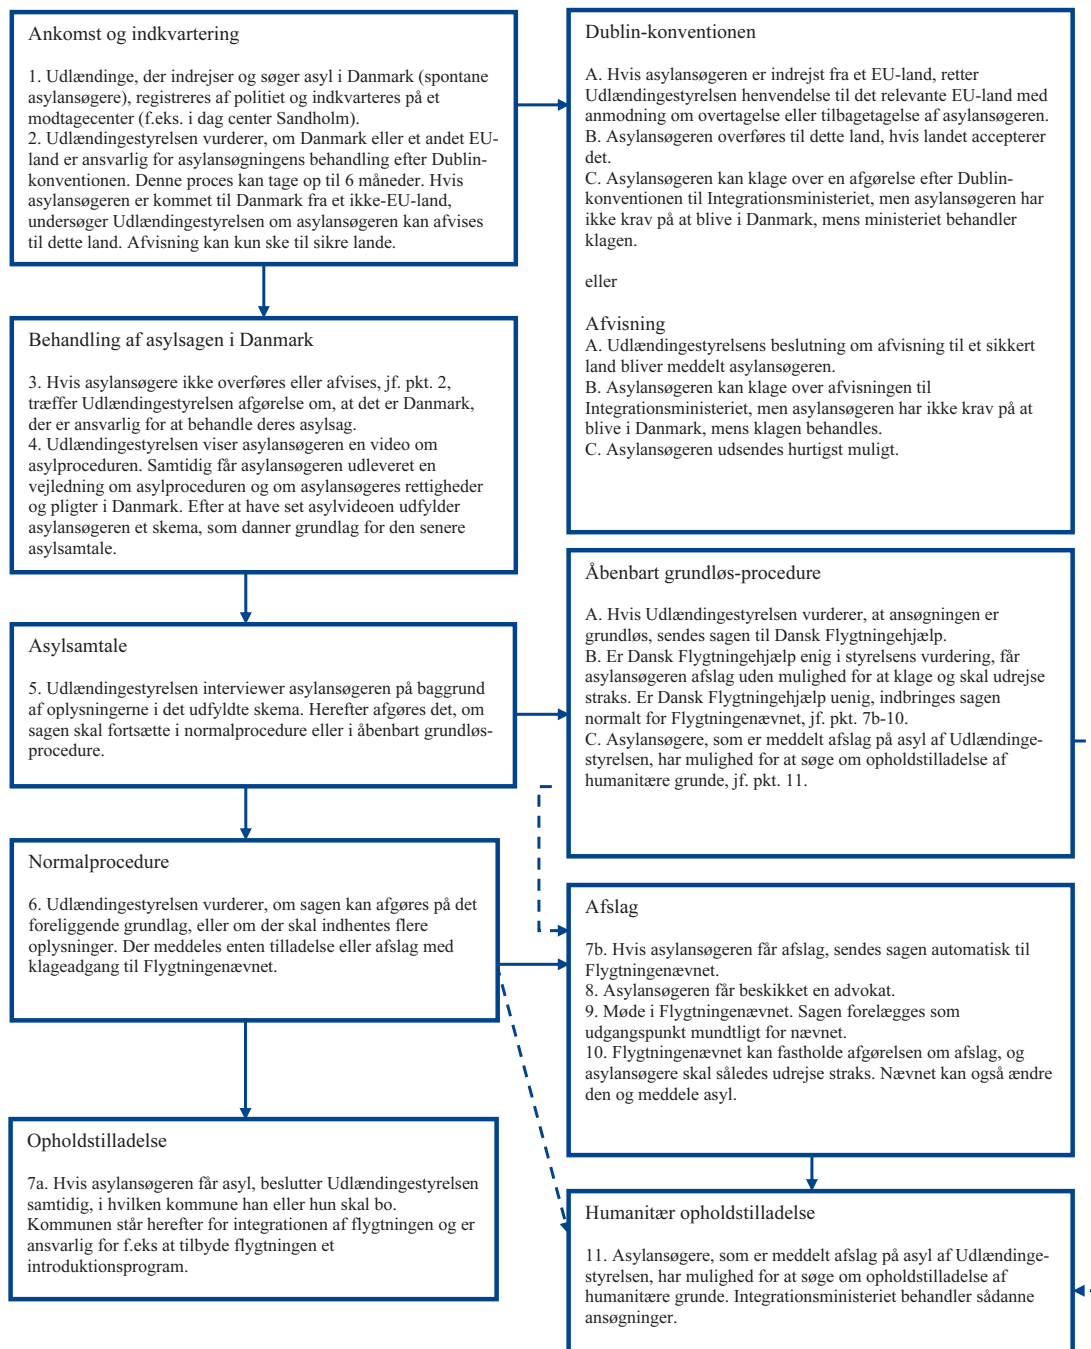 Ankomst og indkvartering
1. Udlændinge, der indrejser og søger asyl i Danmark (spontane
asylansøgere), registreres af politiet og indkvarteres på et
modtagecenter (f.eks. i dag center Sandholm).
2. Udlændingestyrelsen vurderer, om Danmark eller et andet EU-
land er ansvarlig for asylansøgningens behandling efter Dublin-
konventionen. Denne proces kan tage op til 6 måneder. Hvis
asylansøgeren er kommet til Danmark fra et ikke-EU-land,
undersøger Udlændingestyrelsen om asylansøgeren kan afvises
til dette land. Afvisning kan kun ske til sikre lande.
Dublin-konventionen
A. Hvis asylansøgeren er indrejst fra et EU-land, retter
Udlændingestyrelsen henvendelse til det relevante EU-land med
anmodning om overtagelse eller tilbagetagelse af asylansøgeren.
B. Asylansøgeren overføres til dette land, hvis landet accepterer
det.
C. Asylansøgeren kan klage over en afgørelse efter Dublin-
konventionen til Integrationsministeriet, men asylansøgeren har
ikke krav på at blive i Danmark, mens ministeriet behandler
klagen.
eller
Afvisning
A. Udlændingestyrelsens beslutning om afvisning til et sikkert
land bliver meddelt asylansøgeren.
B. Asylansøgeren kan klage over afvisningen til
Integrationsministeriet, men asylansøgeren har ikke krav på at
blive i Danmark, mens klagen behandles.
C. Asylansøgeren udsendes hurtigst muligt.
Behandling af asylsagen i Danmark
3. Hvis asylansøgere ikke overføres eller afvises, jf. pkt. 2,
træffer Udlændingestyrelsen afgørelse om, at det er Danmark,
der er ansvarlig for at behandle deres asylsag.
4. Udlændingestyrelsen viser asylansøgeren en video om
asylproceduren. Samtidig får asylansøgeren udleveret en
vejledning om asylproceduren og om asylansøgeres rettigheder
og pligter i Danmark. Efter at have set asylvideoen udfylder
asylansøgeren et skema, som danner grundlag for den senere
asylsamtale.
Åbenbart grundløs-procedure
A. Hvis Udlændingestyrelsen vurderer, at ansøgningen er
grundløs, sendes sagen til Dansk Flygtningehjælp.
B. Er Dansk Flygtningehjælp enig i styrelsens vurdering, får
asylansøgeren afslag uden mulighed for at klage og skal udrejse
straks. Er Dansk Flygtningehjælp uenig, indbringes sagen
normalt for Flygtningenævnet, jf. pkt. 7b-10.
C. Asylansøgere, som er meddelt afslag på asyl af Udlændinge-
styrelsen, har mulighed for at søge om opholdstilladelse af
humanitære grunde, jf. pkt. 11.
Asylsamtale
5. Udlændingestyrelsen interviewer asylansøgeren på baggrund
af oplysningerne i det udfyldte skema. Herefter afgøres det, om
sagen skal fortsætte i normalprocedure eller i åbenbart grundløs-
procedure.
Normalprocedure
6. Udlændingestyrelsen vurderer, om sagen kan afgøres på det
foreliggende grundlag, eller om der skal indhentes flere
oplysninger. Der meddeles enten tilladelse eller afslag med
klageadgang til Flygtningenævnet.
Afslag
7b. Hvis asylansøgeren får afslag, sendes sagen automatisk til
Flygtningenævnet.
8. Asylansøgeren får beskikket en advokat.
9. Møde i Flygtningenævnet. Sagen forelægges som
udgangspunkt mundtligt for nævnet.
10. Flygtningenævnet kan fastholde afgørelsen om afslag, og
asylansøgere skal således udrejse straks. Nævnet kan også ændre
den og meddele asyl.
Opholdstilladelse
7a. Hvis asylansøgeren får asyl, beslutter Udlændingestyrelsen
samtidig, i hvilken kommune han eller hun skal bo.
Kommunen står herefter for integrationen af flygtningen og er
ansvarlig for f.eks at tilbyde flygtningen et
introduktionsprogram.
Humanitær opholdstilladelse
11. Asylansøgere, som er meddelt afslag på asyl af Udlændinge-
styrelsen, har mulighed for at søge om opholdstilladelse af
humanitære grunde. Integrationsministeriet behandler sådanne
ansøgninger.